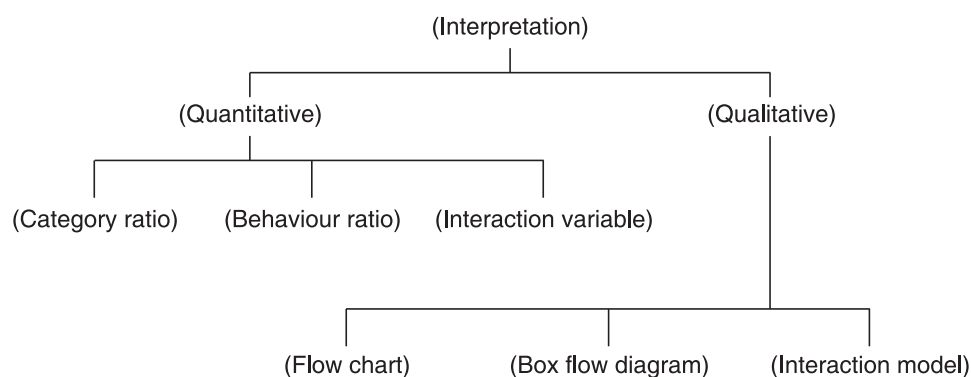 (Interpretation)
(Quantitative)
(Qualitative)
(Category ratio)
(Behaviour ratio)
(Interaction variable)
(Flow chart)
(Box flow diagram)
(Interaction model)